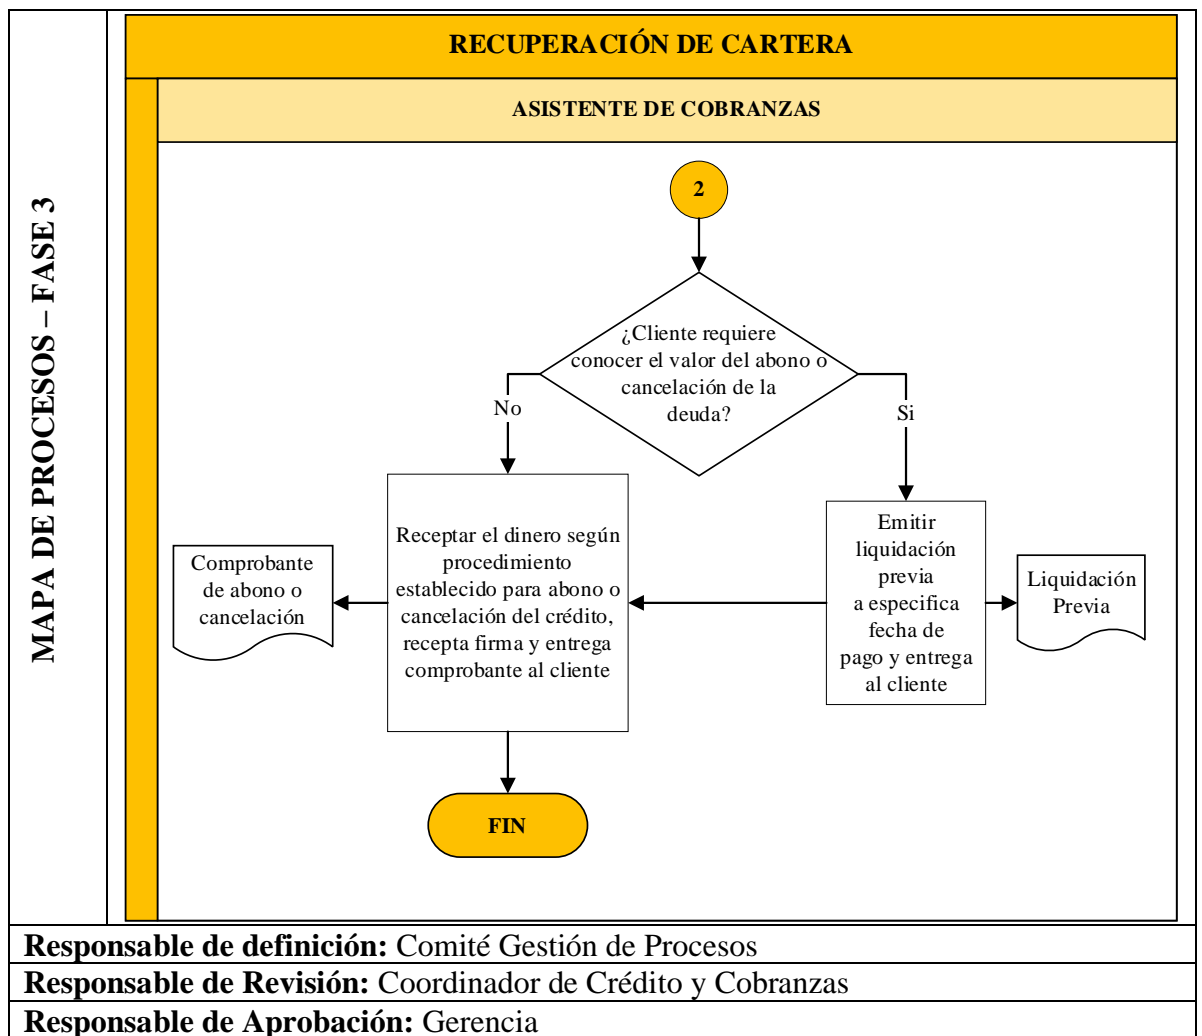 MAPA DE PROCESOS – FASE 3
RECUPERACIÓN DE CARTERA
ASISTENTE DE COBRANZAS
2
¿Cliente requiere
conocer el valor del abono o
cancelación de la
deuda?
No
Si
Receptar el dinero según
procedimiento
establecido para abono o
cancelación del crédito,
recepta firma y entrega
comprobante al cliente
Comprobante
de abono o
cancelación
Emitir
liquidación
previa
a especifica
fecha de
pago y entrega
al cliente
Liquidación
Previa
FIN
Responsable de definición: Comité Gestión de Procesos
Responsable de Revisión: Coordinador de Crédito y Cobranzas
Responsable de Aprobación: Gerencia